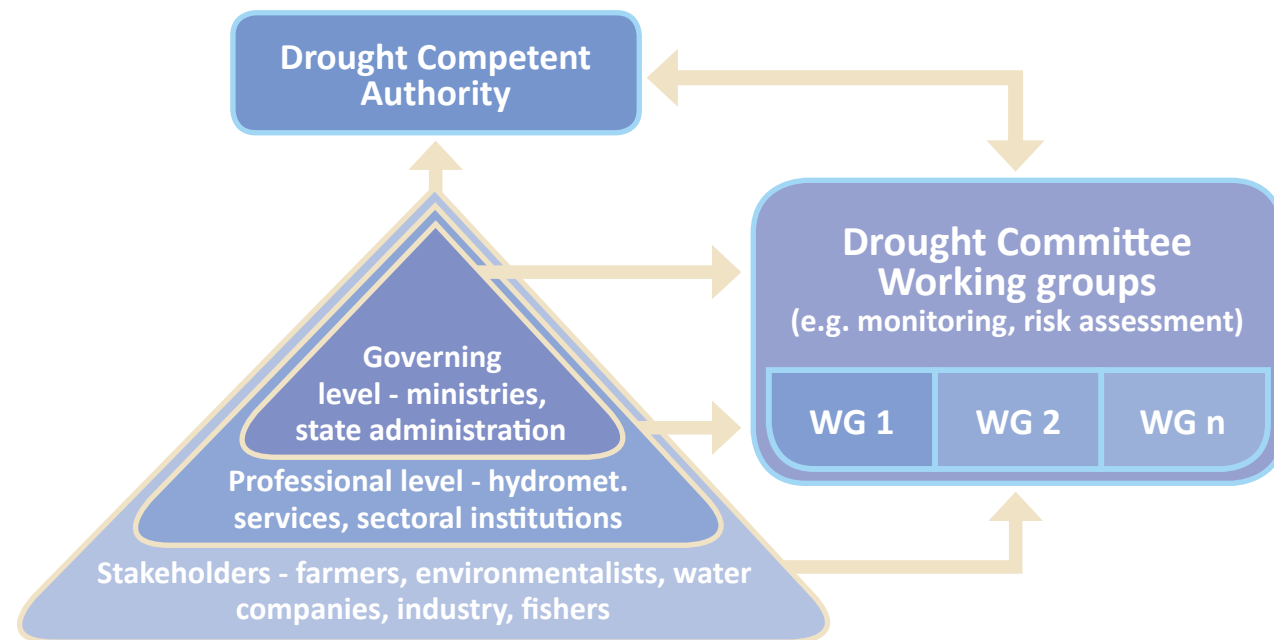 Drought Competent
Authority
Drought Committee
Working groups
(e.g. monitoring, risk assessment)
WG 1
WG 2
WG n
Governing
level - ministries,
state administration
Professional level - hydromet.
services, sectoral institutions
Stakeholders - farmers, environmentalists, water
companies, industry, fishers